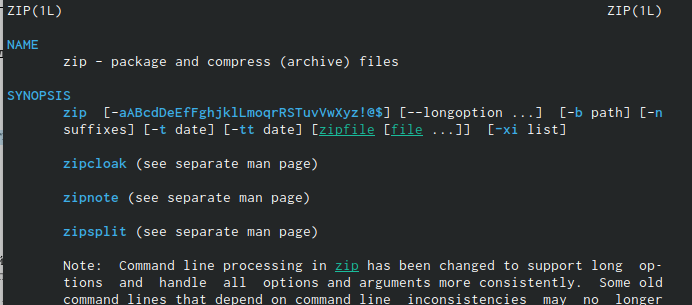 ZIP(1L) ZIP(1L)
NAME
zip - package and compress (archive) files
SYNOPSIS
zip [-aABcdDeEfFghjklLmoqrRSTuvVwXyz!@$] [--longoption ...] [-b path] [-n
suffixes] [-t date] [-tt date] [zipfile [file ...]] [-xi list]
zipcloak (see separate man page)
zipnote (see separate man page)
zipsplit (see separate man page)
Note: Command line processing in zip has been changed to support long op-
tions and handle all options and arguments more consistently. Some old
command lines that depend on command line inconsistencies may no longer